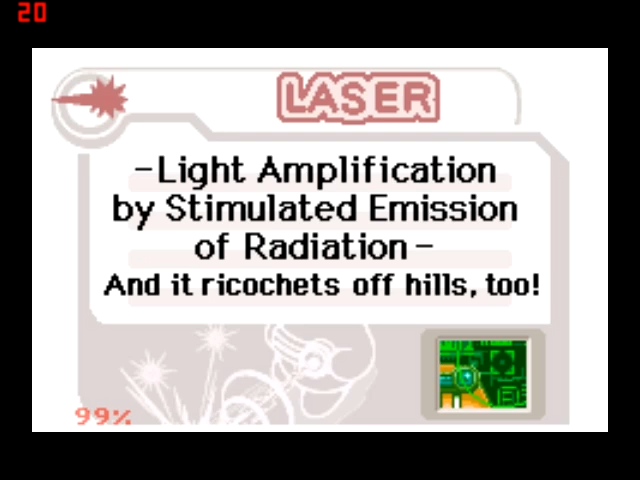 20
LASER
-Light Amplification
by Stimulated Emission
of Radiation-
And it ricochets off hills, too!
99%